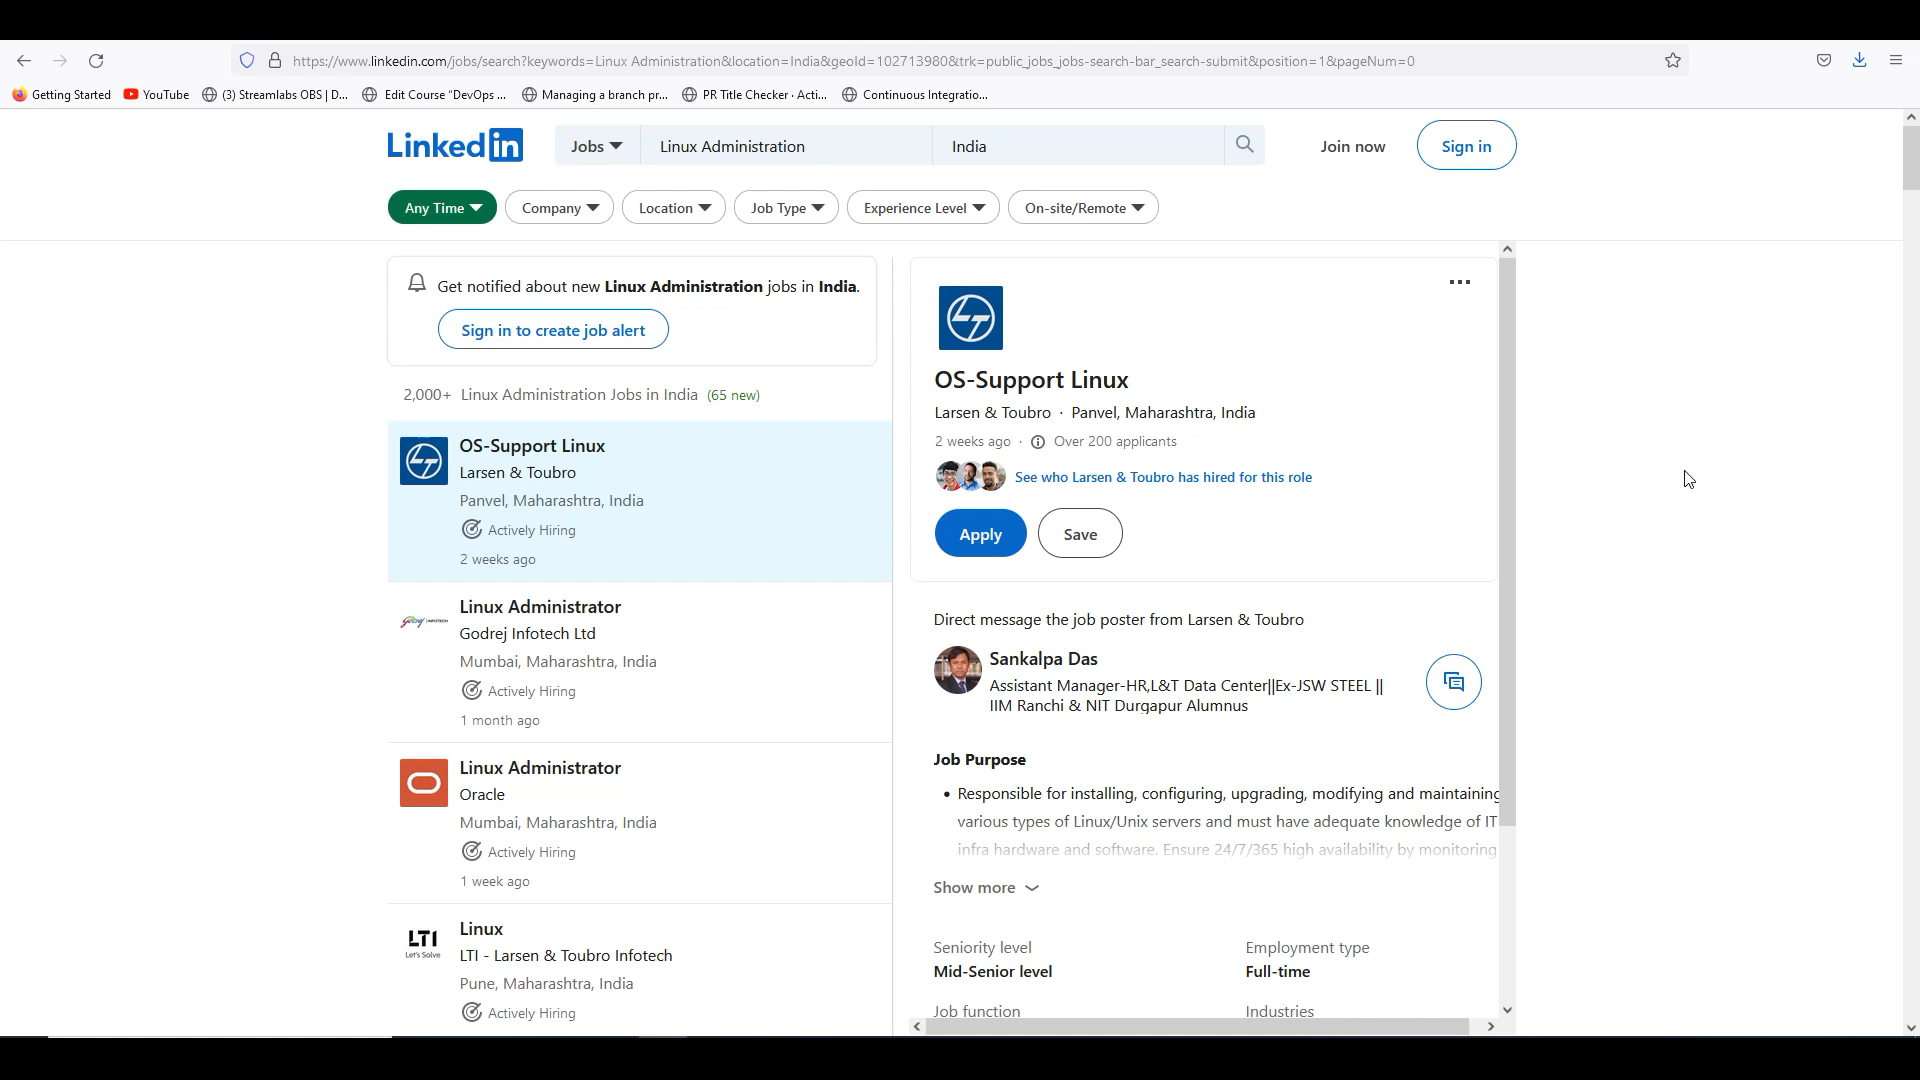 https://www.linkedin.com/jobs/search?keywords=Linux Administration&location=India&geoId=102713980&trk=public_jobs_jobs-search-bar_search-submit&position=1&pageNum=0
Getting Started YouTube (3) Streamlabs OBS | D... Edit Course "DevOps ... Managing a branch pr... PR Title Checker · Acti... Continuous Integratio...
Linkedin Jobs Linux Administration India Join now Sign in
Any Time Company Location Job Type Experience Level On-site/Remote
Get notified about new Linux Administration jobs in India.
Sign in to create job alert
2,000+ Linux Administration Jobs in India (65 new)
OS-Support Linux
Larsen & Toubro
Panvel, Maharashtra, India
Actively Hiring
2 weeks ago
Godrej | INFOTECH
Linux Administrator
Godrej Infotech Ltd
Mumbai, Maharashtra, India
Actively Hiring
1 month ago
Linux Administrator
Oracle
Mumbai, Maharashtra, India
Actively Hiring
1 week ago
LTI
Let's Solve
Linux
LTI - Larsen & Toubro Infotech
Pune, Maharashtra, India
Actively Hiring
OS-Support Linux
Larsen & Toubro · Panvel, Maharashtra, India
2 weeks ago · Over 200 applicants
See who Larsen & Toubro has hired for this role
Apply Save
Direct message the job poster from Larsen & Toubro
Sankalpa Das
Assistant Manager-HR,L&T Data Center||Ex-JSW STEEL ||
IIM Ranchi & NIT Durgapur Alumnus
Job Purpose
• Responsible for installing, configuring, upgrading, modifying and maintaining
various types of Linux/Unix servers and must have adequate knowledge of IT
infra hardware and software. Ensure 24/7/365 high availability by monitoring
Show more
Seniority level Employment type
Mid-Senior level Full-time
Job function Industries